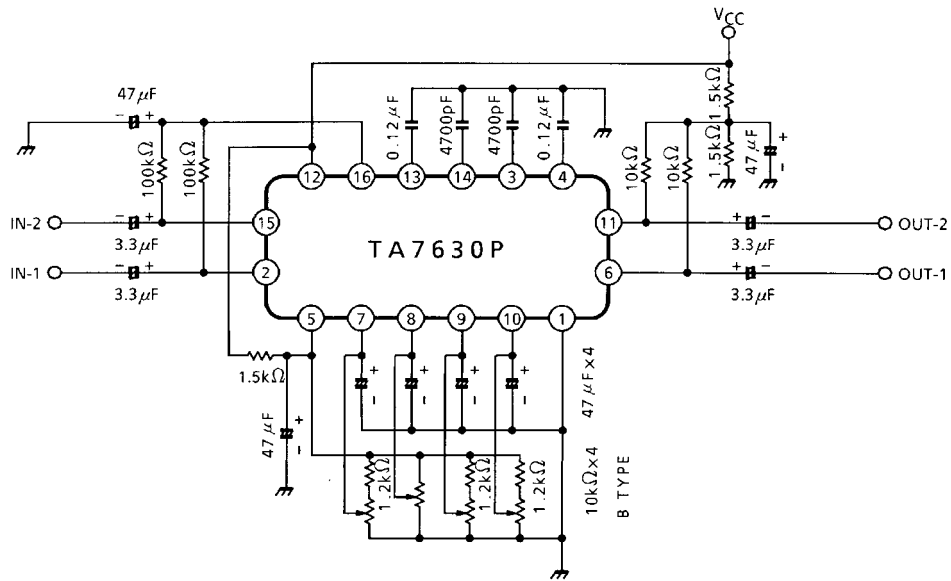 VCC
47μF
- +
0.12μF
4700pF
4700pF
0.12μF
1.5kΩ
1.5kΩ
47μF
+
-
100kΩ
100kΩ
10kΩ
10kΩ
12
16
13
14
3
4
IN-2
- +
15
3.3μF
TA7630P
11
+ -
OUT-2
3.3μF
IN-1
- +
2
3.3μF
6
+ -
OUT-1
3.3μF
5
7
8
9
10
1
1.5kΩ
+
-
+
-
+
-
+
-
47μF×4
47μF
+
-
1.2kΩ
1.2kΩ
1.2kΩ
10kΩ×4
B TYPE